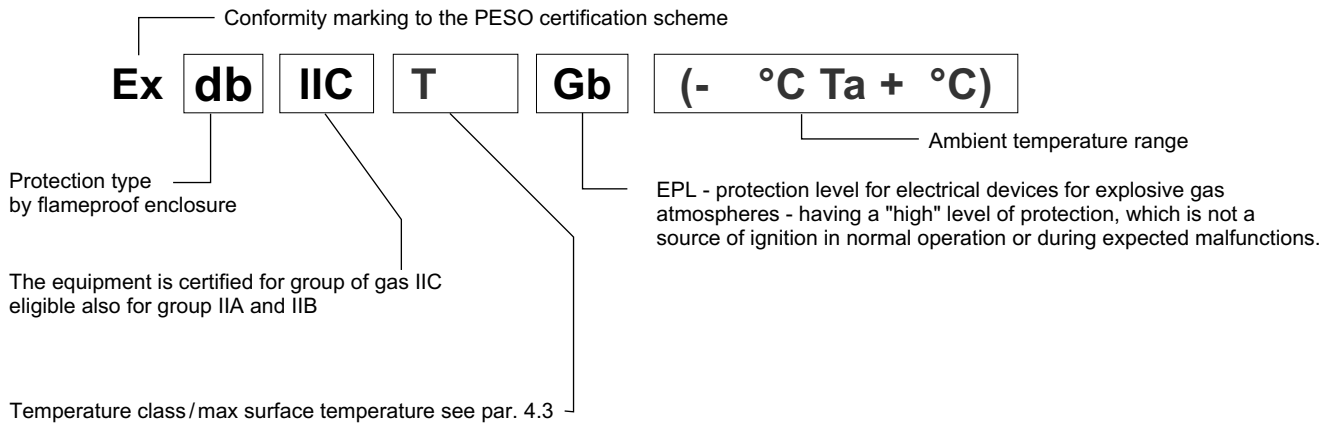 Conformity marking to the PESO certification scheme
Ex db IIC T Gb (- °C Ta + °C)
Ambient temperature range
Protection type
by flameproof enclosure
EPL - protection level for electrical devices for explosive gas
atmospheres - having a "high" level of protection, which is not a
source of ignition in normal operation or during expected malfunctions.
The equipment is certified for group of gas IIC
eligible also for group IIA and IIB
Temperature class/max surface temperature see par. 4.3